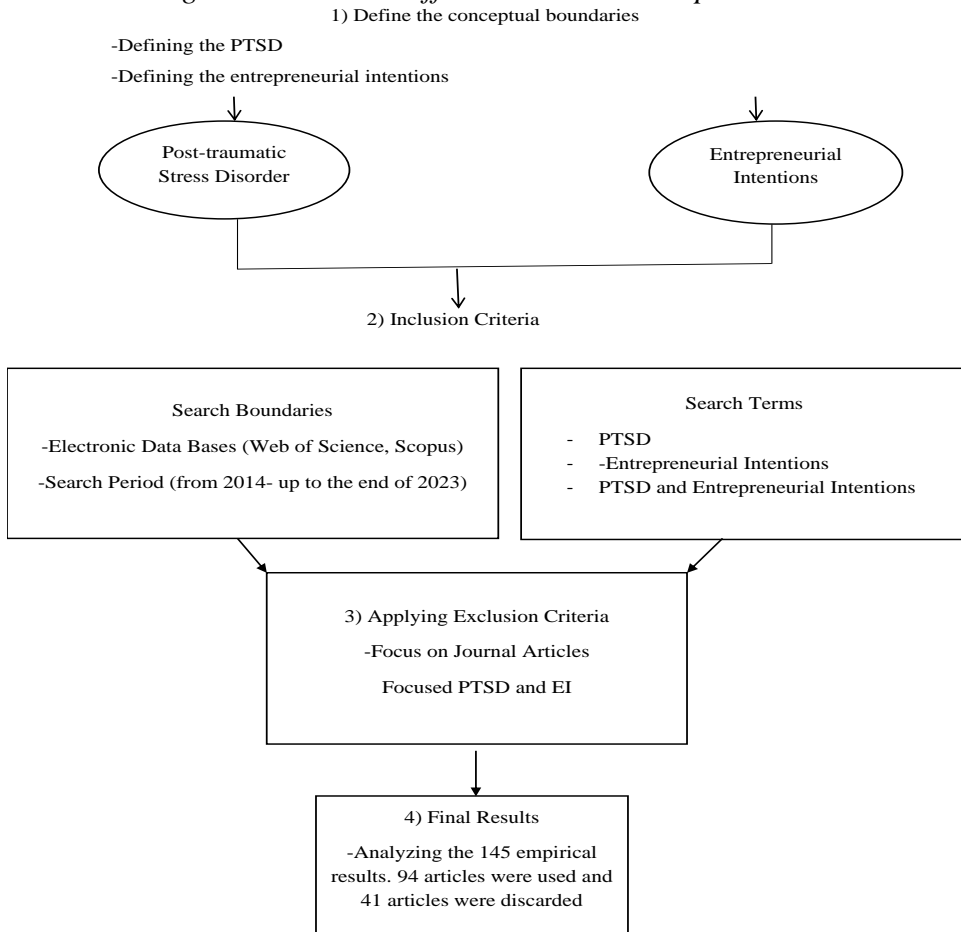 1) Define the conceptual boundaries
-Defining the PTSD
-Defining the entrepreneurial intentions
Post-traumatic
Stress Disorder
Entrepreneurial
Intentions
2) Inclusion Criteria
Search Boundaries
-Electronic Data Bases (Web of Science, Scopus)
-Search Period (from 2014- up to the end of 2023)
Search Terms
- PTSD
- -Entrepreneurial Intentions
- PTSD and Entrepreneurial Intentions
3) Applying Exclusion Criteria
-Focus on Journal Articles
Focused PTSD and EI
4) Final Results
-Analyzing the 145 empirical
results. 94 articles were used and
41 articles were discarded